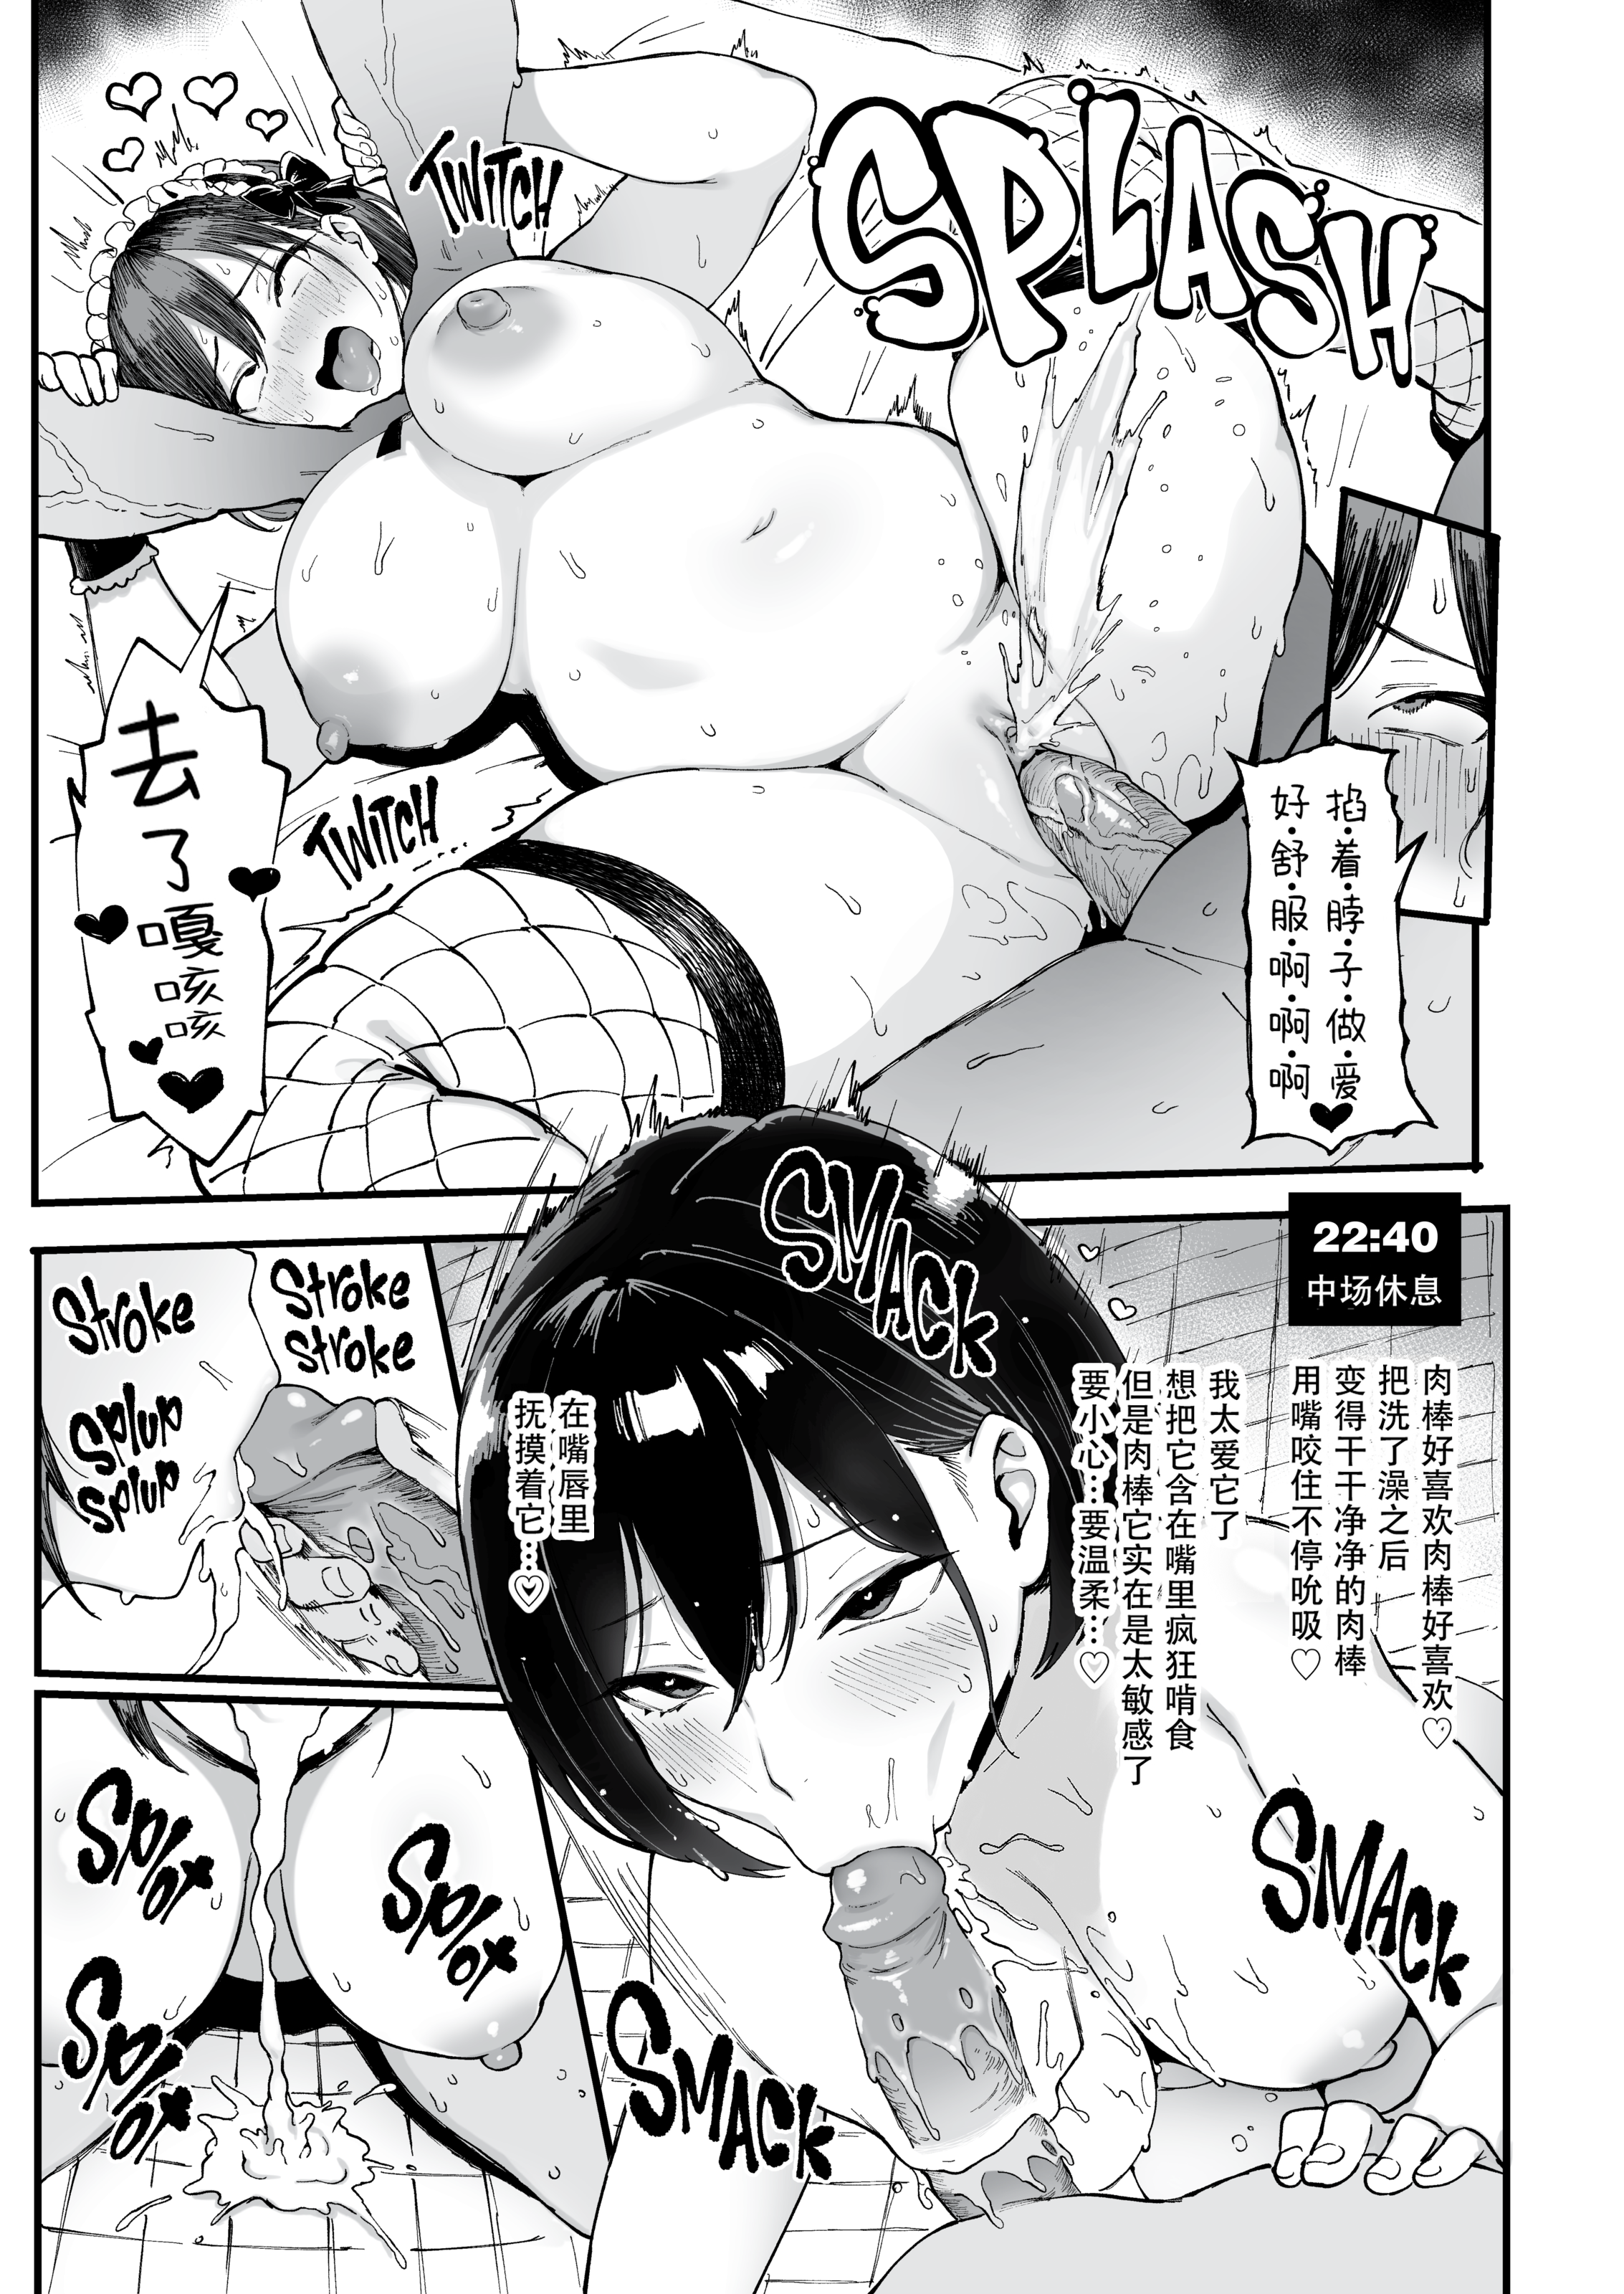 SPLASH
TWITCH
掐·着·脖·子·做·爱
好·舒·服·啊·啊·啊
TWITCH
去了嘎咳咳
22:40
中场休息
肉棒好喜欢肉棒好喜欢♡
把洗了澡之后
变得干干净净的肉棒
用嘴咬住不停吮吸♡
我太爱它了
想把它含在嘴里疯狂啃食
但是肉棒它实在是太敏感了
要小心…要温柔…♡
SMACK
在嘴唇里
抚摸着它…♡
SMACK
SMACK
Stroke
Stroke
Stroke
Splup
Splup
Splot
Splot
Splot